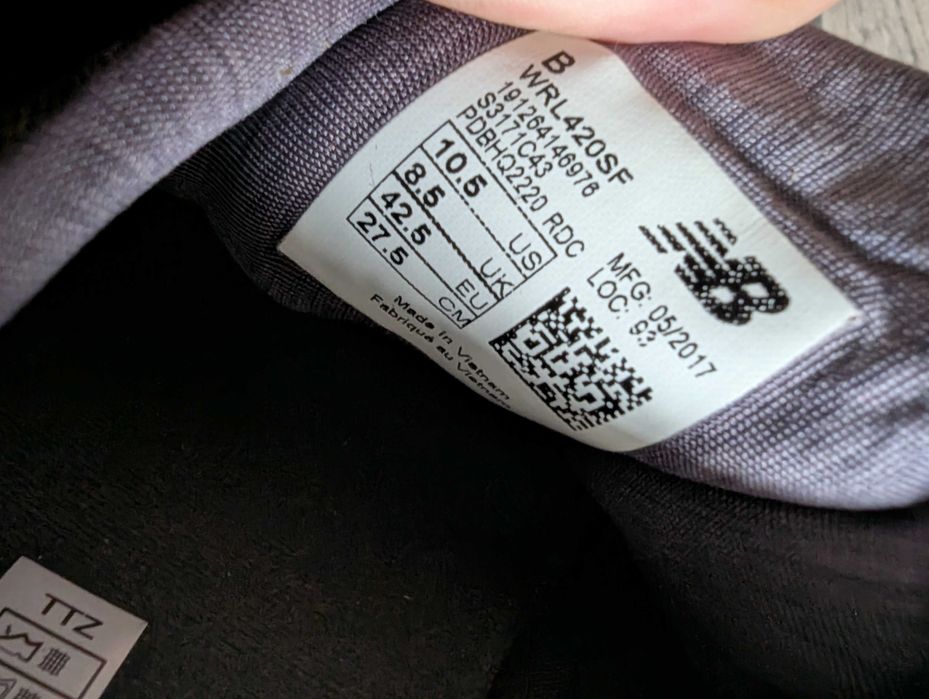 B
WRL420SF
191264146976
S3171C43
PDBHQ2220 RDC
10.5 US
8.5 UK
42.5 EU
27.5 CM
Made in Vietnam
Fabriqué au Vietnam
NB
MFG: 05/2017
LOC: 93
TTZ